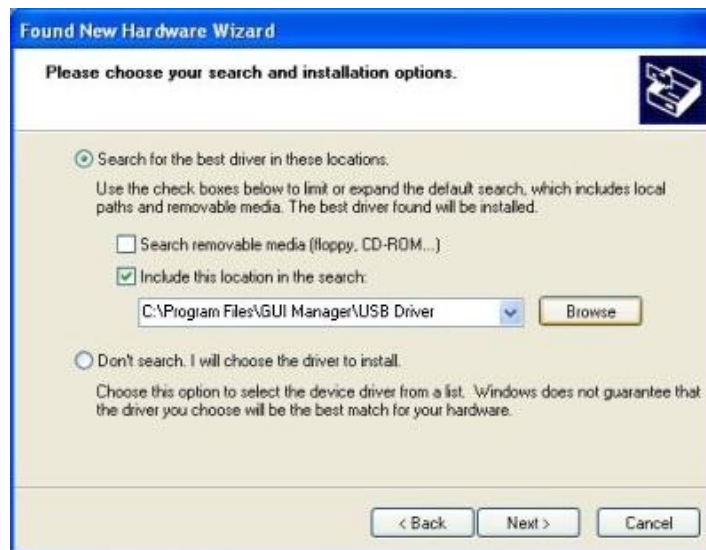 Found New Hardware Wizard
Please choose your search and installation options.
Search for the best driver in these locations.
Use the check boxes below to limit or expand the default search, which includes local
paths and removable media. The best driver found will be installed.
Search removable media (floppy, CD-ROM...)
Include this location in the search:
C:\Program Files\GUI Manager\USB Driver
Browse
Don't search. I will choose the driver to install.
Choose this option to select the device driver from a list. Windows does not guarantee that
the driver you choose will be the best match for your hardware.
< Back
Next >
Cancel